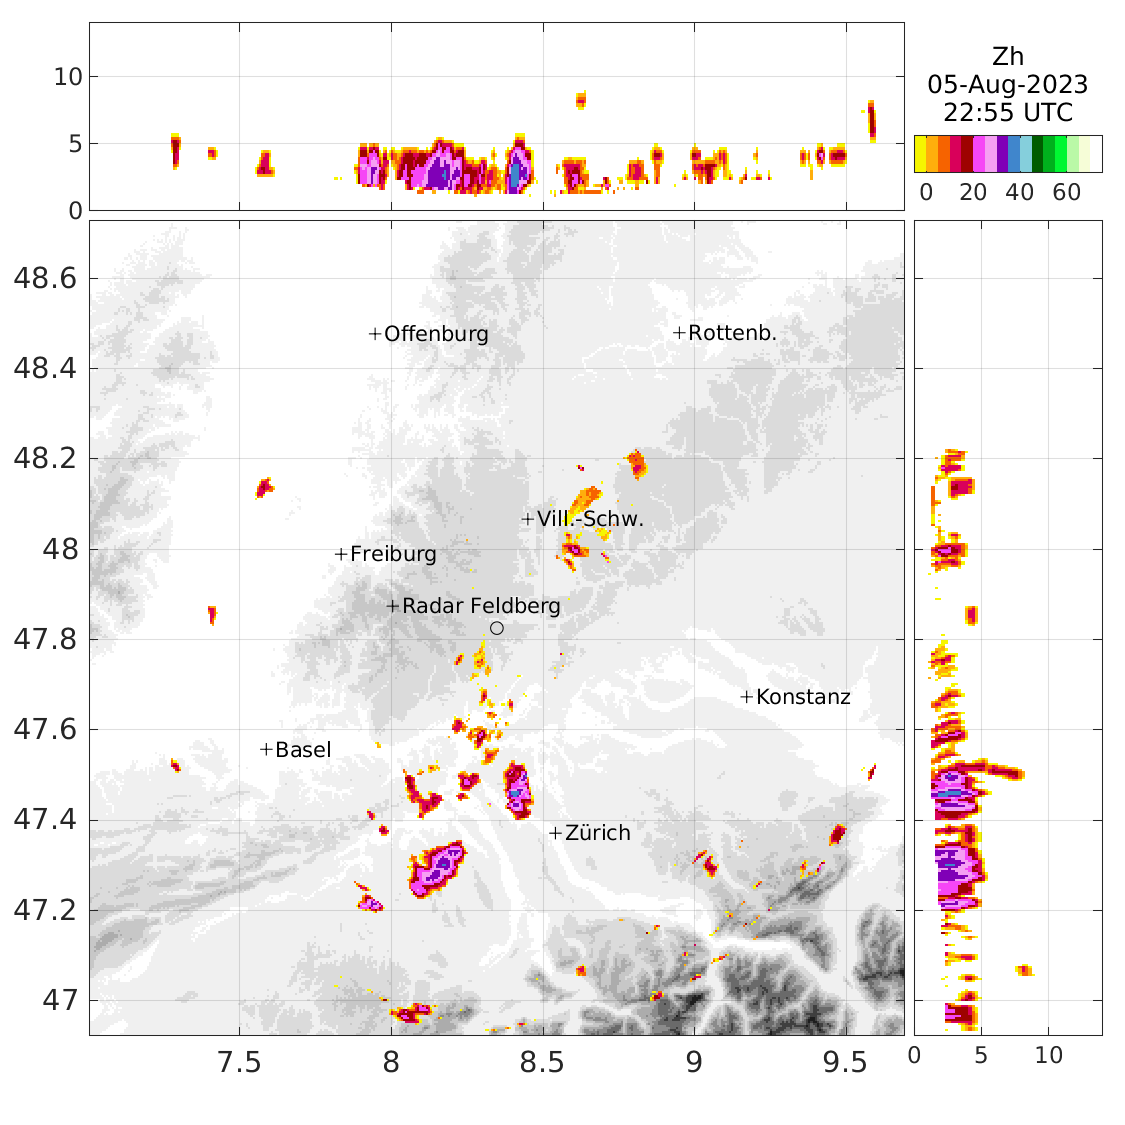 Zh
05-Aug-2023
22:55 UTC
0 20 40 60
10
5
0
48.6
48.4
48.2
48
47.8
47.6
47.4
47.2
47
Offenburg
Rottenb.
Vill.-Schw.
Freiburg
Radar Feldberg
Konstanz
Basel
Zürich
7.5 8 8.5 9 9.5
0 5 10